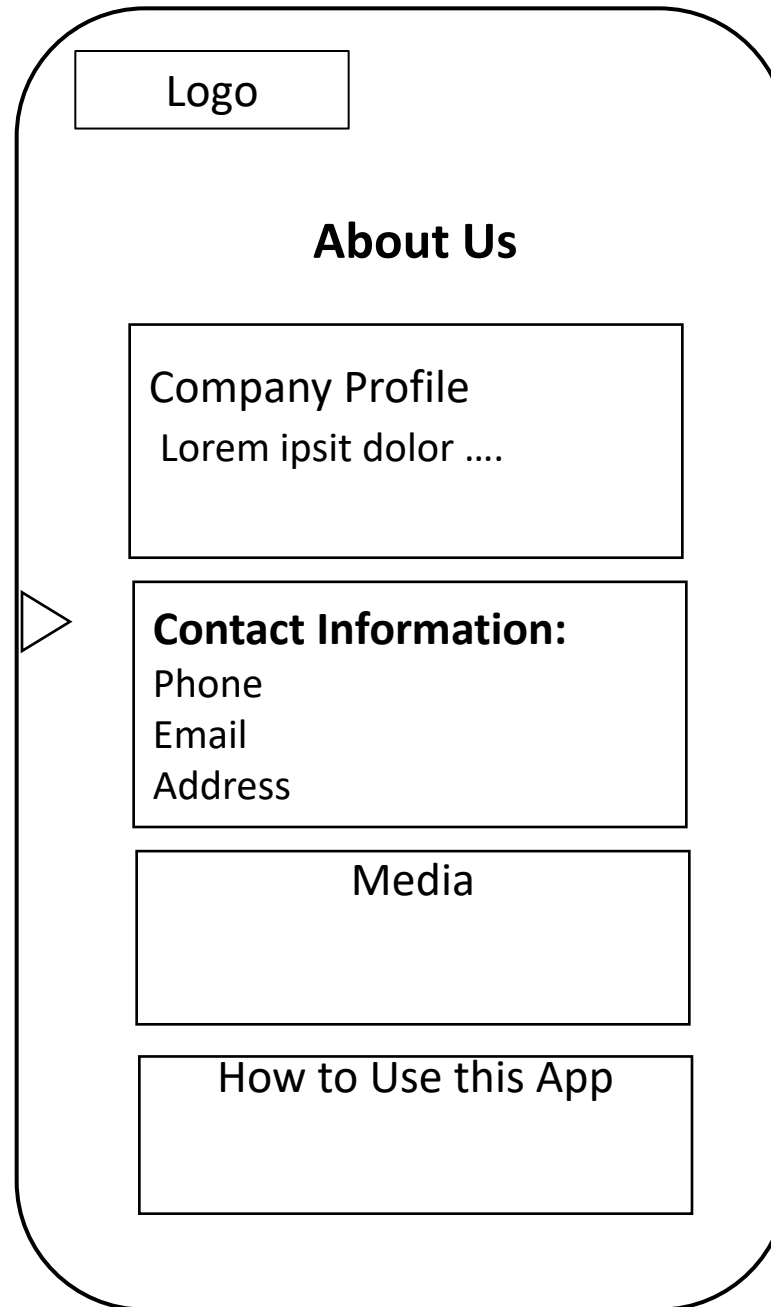 Logo
About Us
Company Profile
Lorem ipsit dolor ....
Contact Information:
Phone
Email
Address
Media
How to Use this App